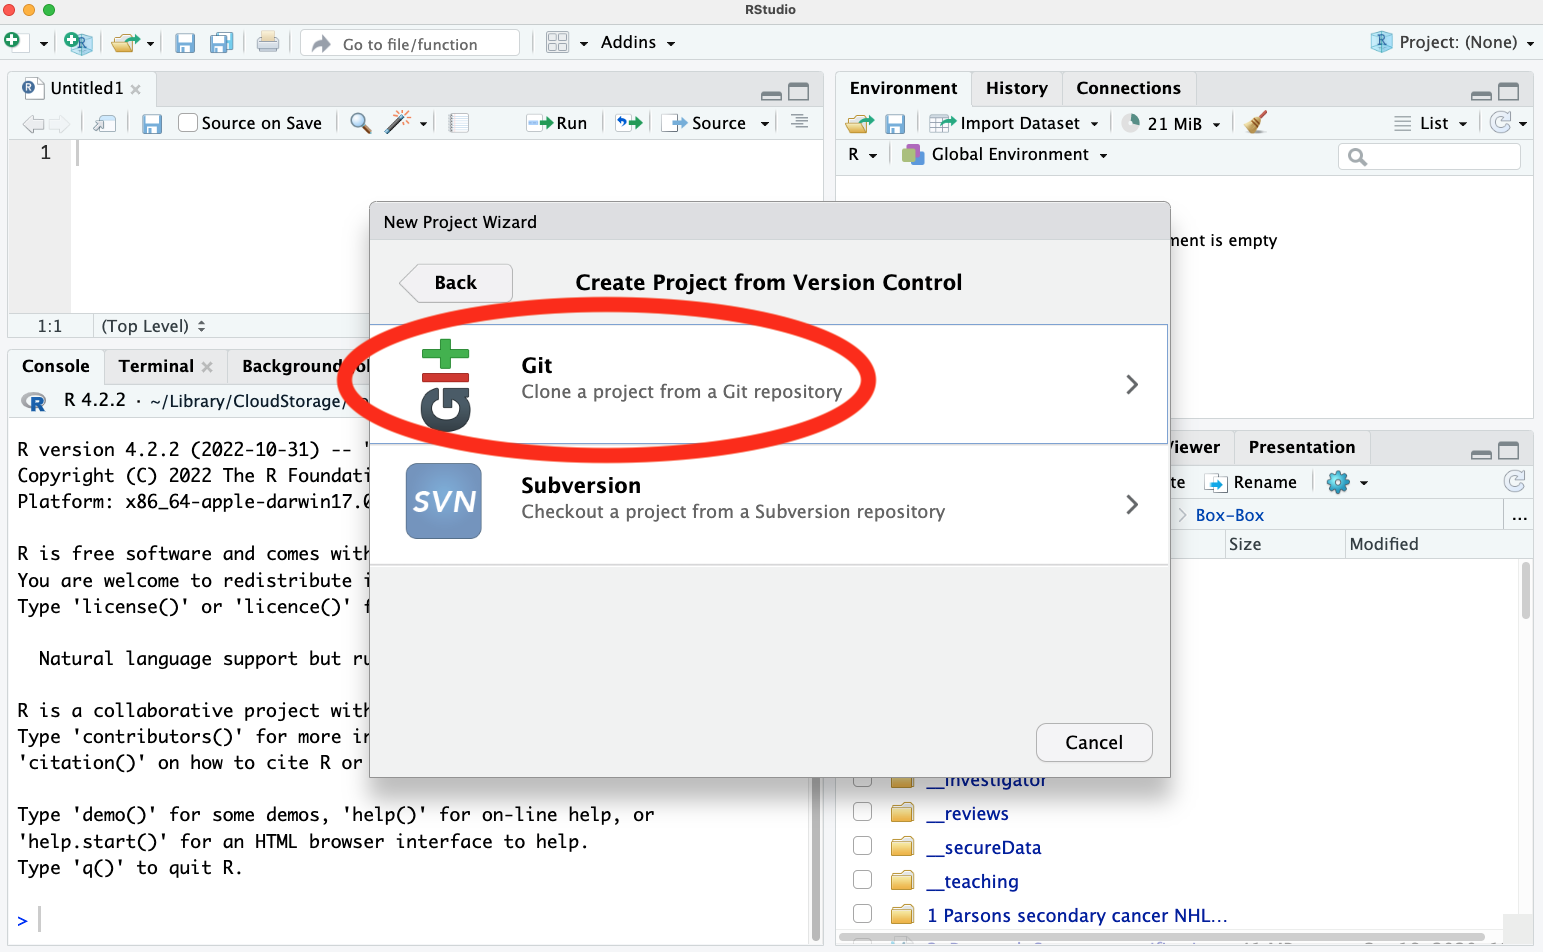 RStudio
Go to file/function
Addins
Project: (None)
Untitled1
Source on Save
Run
Source
1
1:1
(Top Level)
Environment
History
Connections
Import Dataset
21 MiB
List
R
Global Environment
ment is empty
New Project Wizard
Back
Create Project from Version Control
Git
Clone a project from a Git repository
SVN
Subversion
Checkout a project from a Subversion repository
Cancel
Console
Terminal
Background
R 4.2.2 · ~/Library/CloudStorage/
R version 4.2.2 (2022-10-31) -- "
Copyright (C) 2022 The R Foundati
Platform: x86_64-apple-darwin17.0
R is free software and comes with
You are welcome to redistribute i
Type 'license()' or 'licence()' f
Natural language support but ru
R is a collaborative project with
Type 'contributors()' for more in
'citation()' on how to cite R or
Type 'demo()' for some demos, 'help()' for on-line help, or
'help.start()' for an HTML browser interface to help.
Type 'q()' to quit R.
>
Viewer
Presentation
te
Rename
Box-Box
...
Size
Modified
__investigator
__reviews
__secureData
__teaching
1 Parsons secondary cancer NHL...